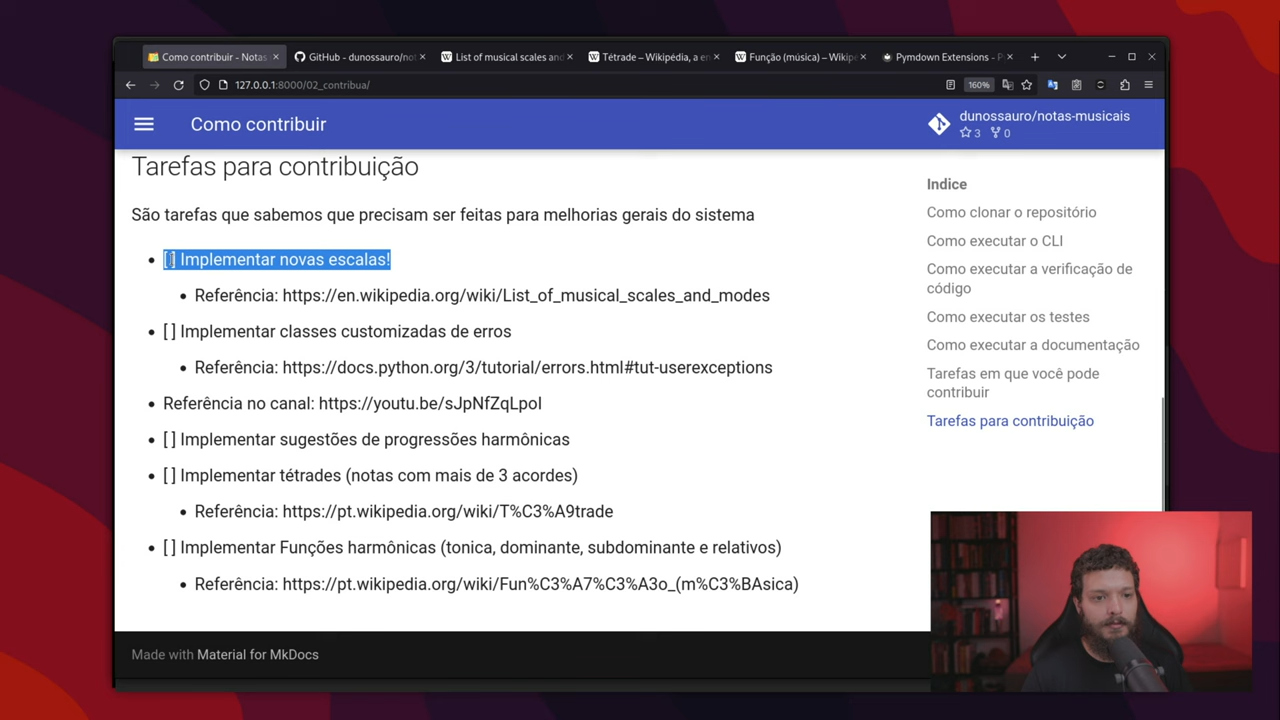 Como contribuir - Notas
GitHub - dunossauro/not
List of musical scales and
Tétrade – Wikipédia, a en
Função (música) – Wikipe
Pymdown Extensions - P
127.0.0.1:8000/02_contribua/
160%
Como contribuir
dunossauro/notas-musicais
3 0
Tarefas para contribuição
São tarefas que sabemos que precisam ser feitas para melhorias gerais do sistema
[ ] Implementar novas escalas!
Referência: https://en.wikipedia.org/wiki/List_of_musical_scales_and_modes
[ ] Implementar classes customizadas de erros
Referência: https://docs.python.org/3/tutorial/errors.html#tut-userexceptions
Referência no canal: https://youtu.be/sJpNfZqLpoI
[ ] Implementar sugestões de progressões harmônicas
[ ] Implementar tétrades (notas com mais de 3 acordes)
Referência: https://pt.wikipedia.org/wiki/T%C3%A9trade
[ ] Implementar Funções harmônicas (tonica, dominante, subdominante e relativos)
Referência: https://pt.wikipedia.org/wiki/Fun%C3%A7%C3%A3o_(m%C3%BAsica)
Indice
Como clonar o repositório
Como executar o CLI
Como executar a verificação de
código
Como executar os testes
Como executar a documentação
Tarefas em que você pode
contribuir
Tarefas para contribuição
Made with Material for MkDocs